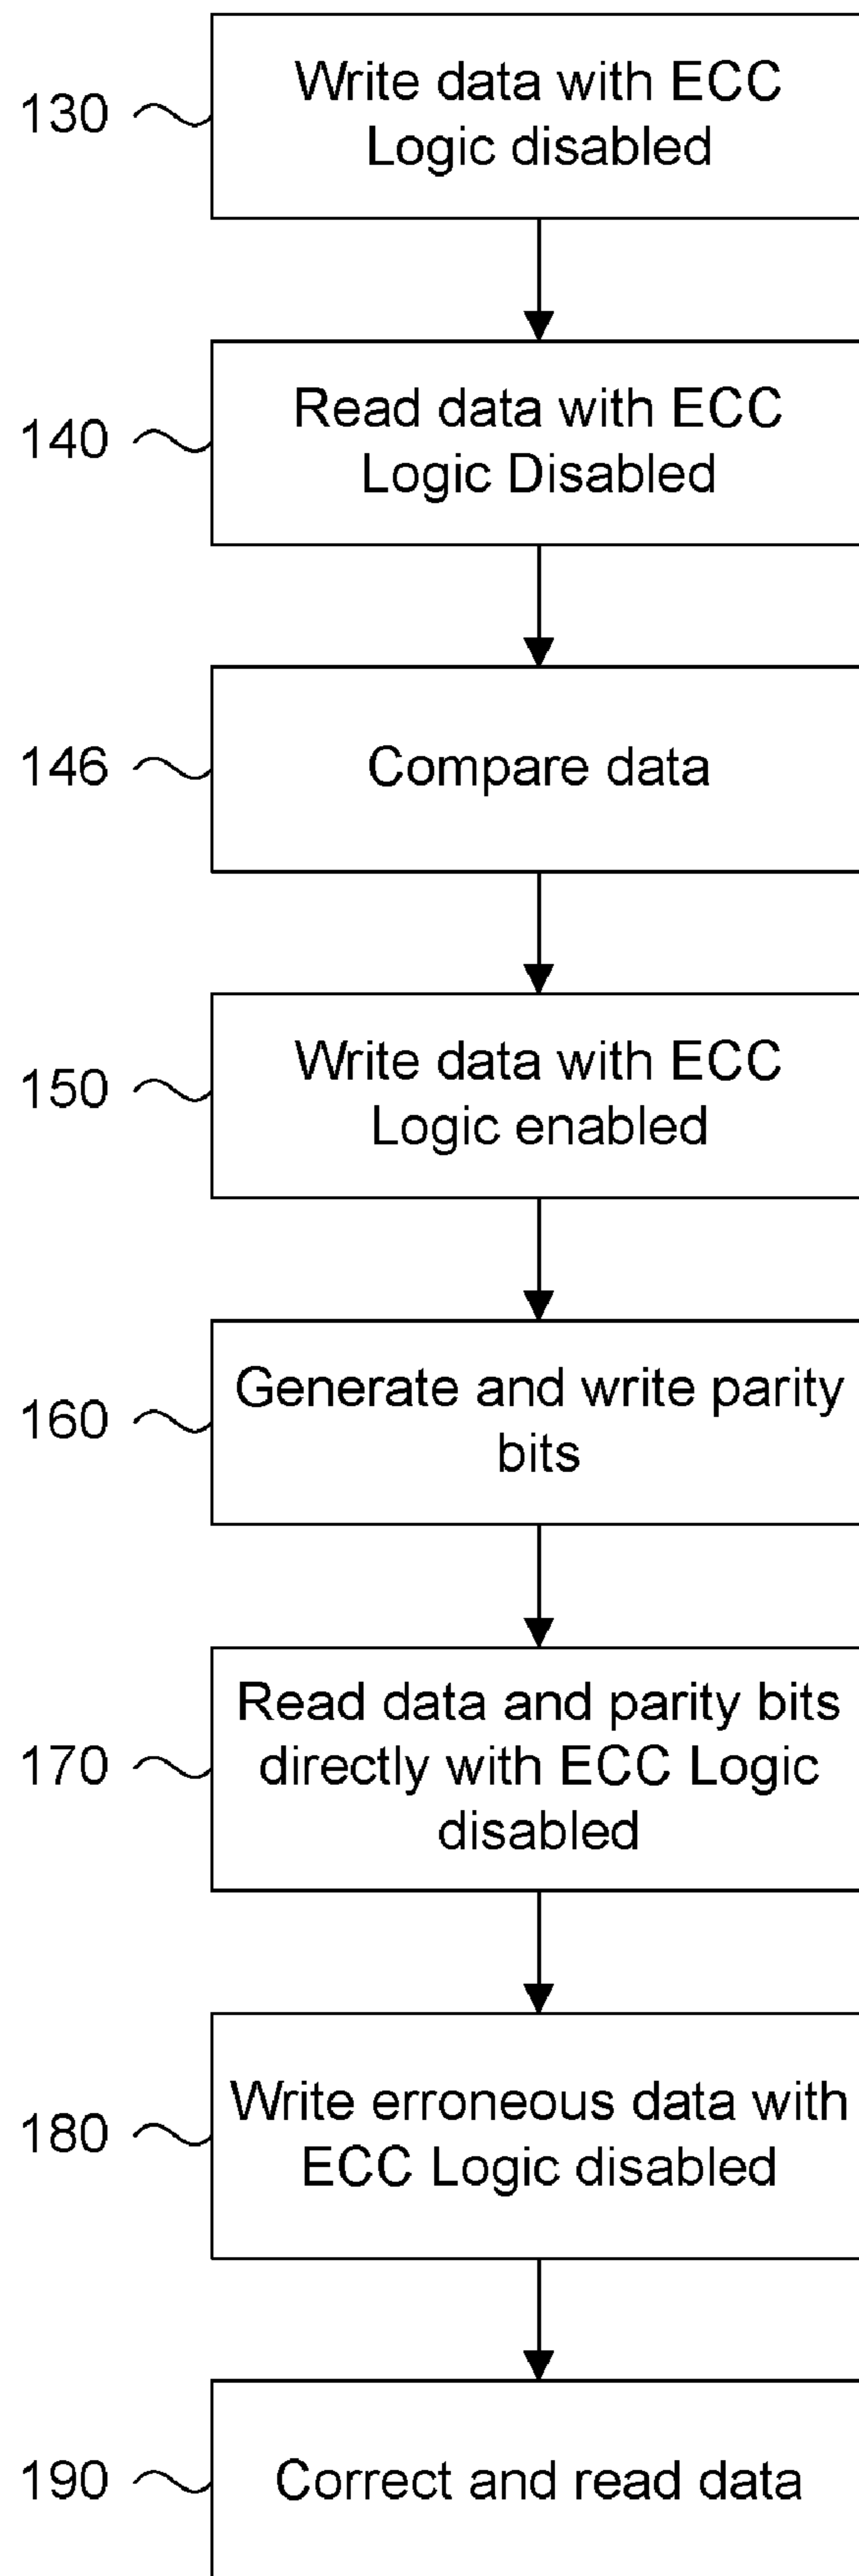 130
Write data with ECC
Logic disabled
140
Read data with ECC
Logic Disabled
146
Compare data
150
Write data with ECC
Logic enabled
160
Generate and write parity
bits
170
Read data and parity bits
directly with ECC Logic
disabled
180
Write erroneous data with
ECC Logic disabled
190
Correct and read data